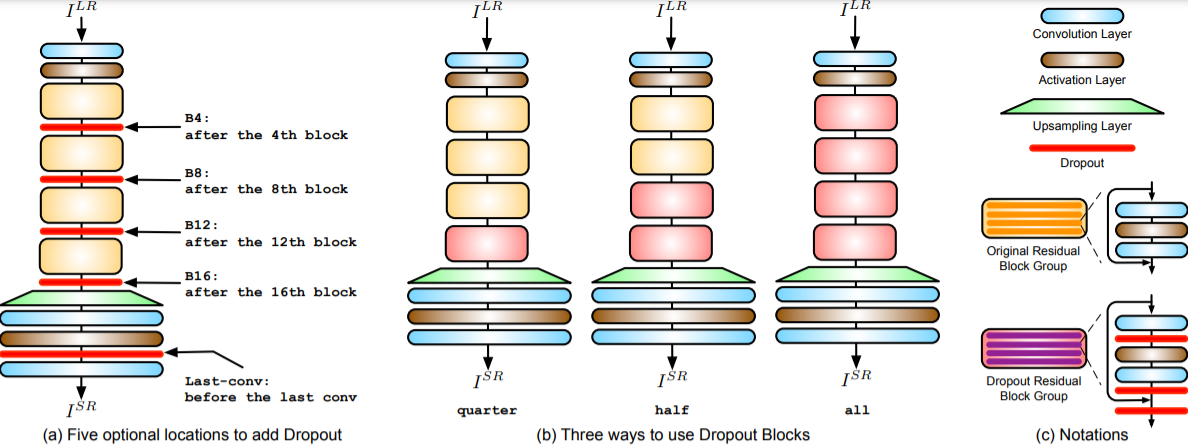 I^{LR}
B4:
after the 4th block
B8:
after the 8th block
B12:
after the 12th block
B16:
after the 16th block
Last-conv:
before the last conv
I^{SR}
(a) Five optional locations to add Dropout
I^{LR}
I^{LR}
I^{LR}
I^{SR}
I^{SR}
I^{SR}
quarter
half
all
(b) Three ways to use Dropout Blocks
Convolution Layer
Activation Layer
Upsampling Layer
Dropout
Original Residual
Block Group
Dropout Residual
Block Group
(c) Notations